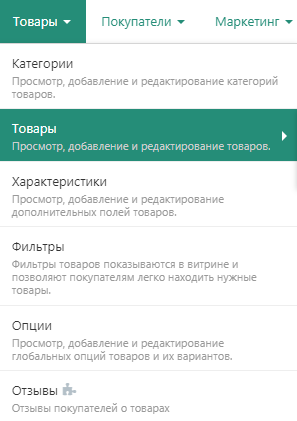 Товары Покупатели Маркетинг
Категории
Просмотр, добавление и редактирование категорий
товаров.
Товары
Просмотр, добавление и редактирование товаров.
Характеристики
Просмотр, добавление и редактирование
дополнительных полей товаров.
Фильтры
Фильтры товаров показываются в витрине и
позволяют покупателям легко находить нужные
товары.
Опции
Просмотр, добавление и редактирование
глобальных опций товаров и их вариантов.
Отзывы
Отзывы покупателей о товарах